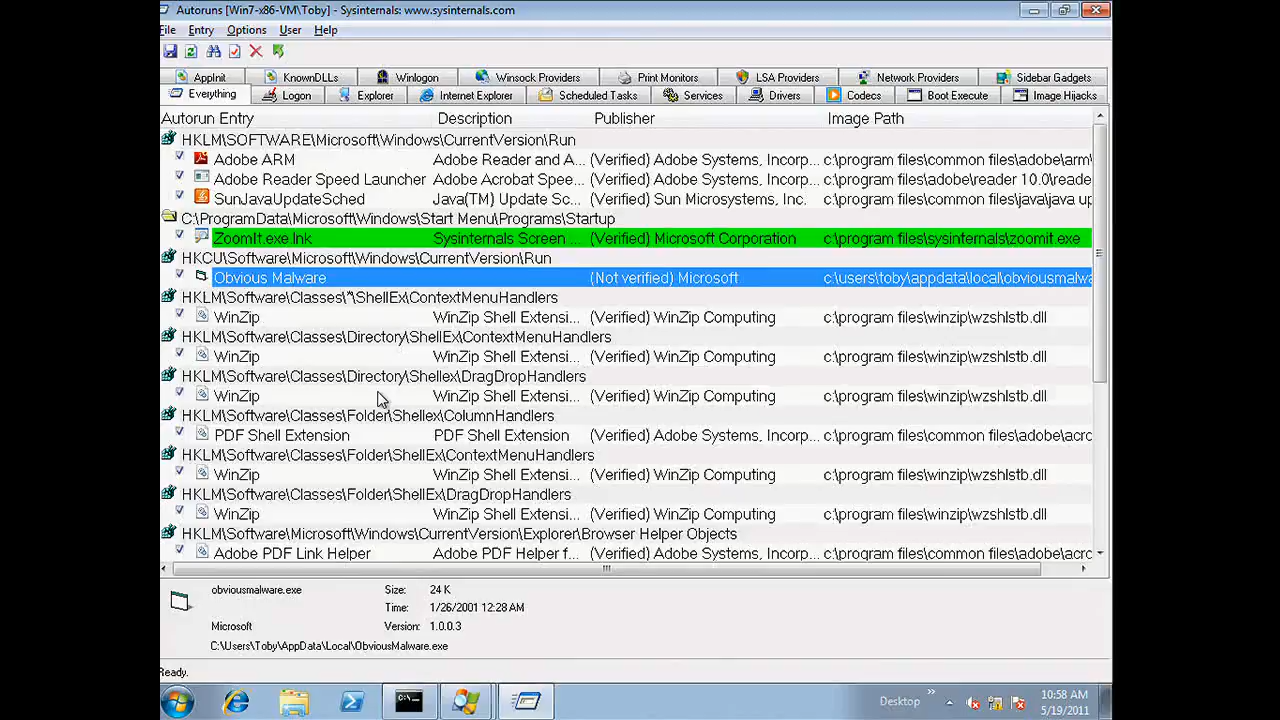 Autoruns [Win7-x86-VM\Toby] - Sysinternals: www.sysinternals.com
File Entry Options User Help
AppInit KnownDLLs Winlogon Winsock Providers Print Monitors LSA Providers Network Providers Sidebar Gadgets
Everything Logon Explorer Internet Explorer Scheduled Tasks Services Drivers Codecs Boot Execute Image Hijacks
Autorun Entry Description Publisher Image Path
HKLM\SOFTWARE\Microsoft\Windows\CurrentVersion\Run
Adobe ARM Adobe Reader and A... (Verified) Adobe Systems, Incorp... c:\program files\common files\adobe\arm\
Adobe Reader Speed Launcher Adobe Acrobat Spee... (Verified) Adobe Systems, Incorp... c:\program files\adobe\reader 10.0\reade
SunJavaUpdateSched Java(TM) Update Sc... (Verified) Sun Microsystems, Inc. c:\program files\common files\java\java up
C:\ProgramData\Microsoft\Windows\Start Menu\Programs\Startup
ZoomIt.exe.lnk Sysinternals Screen ... (Verified) Microsoft Corporation c:\program files\sysinternals\zoomit.exe
HKCU\Software\Microsoft\Windows\CurrentVersion\Run
Obvious Malware (Not verified) Microsoft c:\users\toby\appdata\local\obviousmalwa
HKLM\Software\Classes\*\ShellEx\ContextMenuHandlers
WinZip WinZip Shell Extensi... (Verified) WinZip Computing c:\program files\winzip\wzshlstb.dll
HKLM\Software\Classes\Directory\ShellEx\ContextMenuHandlers
WinZip WinZip Shell Extensi... (Verified) WinZip Computing c:\program files\winzip\wzshlstb.dll
HKLM\Software\Classes\Directory\Shellex\DragDropHandlers
WinZip WinZip Shell Extensi... (Verified) WinZip Computing c:\program files\winzip\wzshlstb.dll
HKLM\Software\Classes\Folder\Shellex\ColumnHandlers
PDF Shell Extension PDF Shell Extension (Verified) Adobe Systems, Incorp... c:\program files\common files\adobe\acro
HKLM\Software\Classes\Folder\ShellEx\ContextMenuHandlers
WinZip WinZip Shell Extensi... (Verified) WinZip Computing c:\program files\winzip\wzshlstb.dll
HKLM\Software\Classes\Folder\ShellEx\DragDropHandlers
WinZip WinZip Shell Extensi... (Verified) WinZip Computing c:\program files\winzip\wzshlstb.dll
HKLM\Software\Microsoft\Windows\CurrentVersion\Explorer\Browser Helper Objects
Adobe PDF Link Helper Adobe PDF Helper f... (Verified) Adobe Systems, Incorp... c:\program files\common files\adobe\acro
obviousmalware.exe Size: 24 K
Time: 1/26/2001 12:28 AM
Microsoft Version: 1.0.0.3
C:\Users\Toby\AppData\Local\ObviousMalware.exe
Ready.
Desktop
10:58 AM
5/19/2011